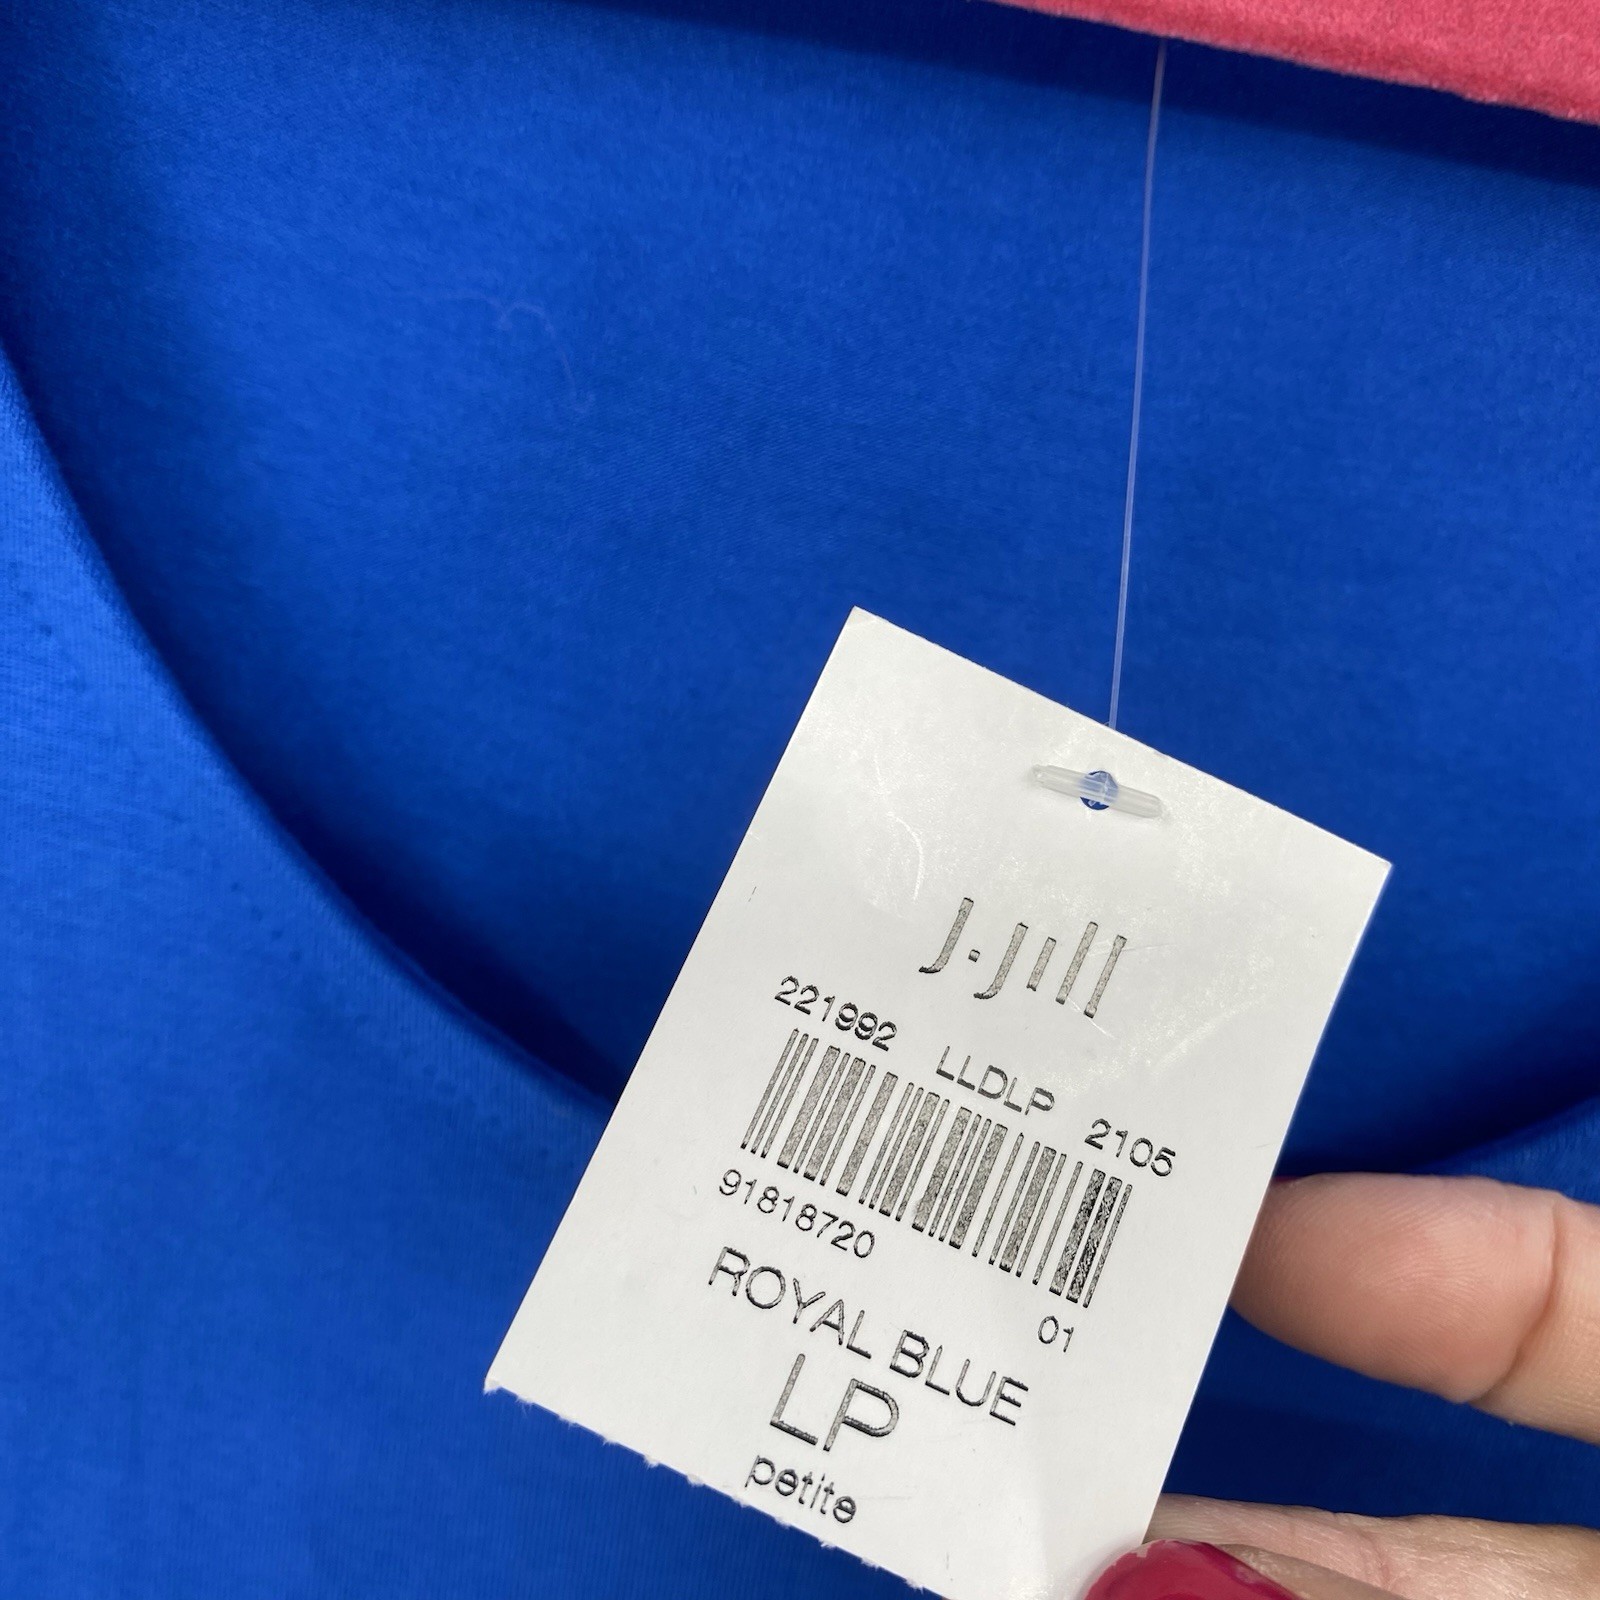 J.Jill
221992 LLDLP 2105
91818720
01
ROYAL BLUE
LP
petite